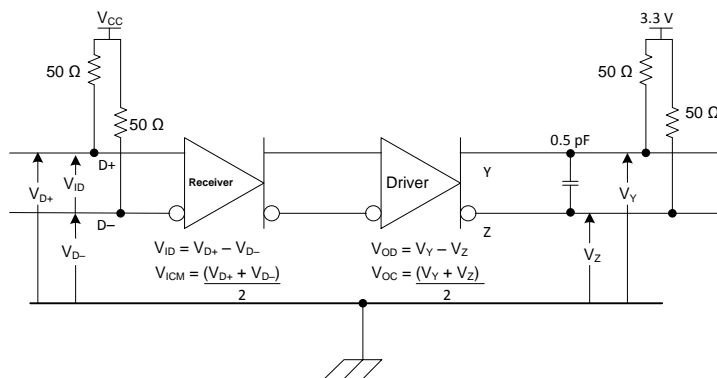 VCC
3.3 V
50 Ω
50 Ω
50 Ω
50 Ω
0.5 pF
D+
Receiver
Driver
Y
VD+
VID
VY
D–
Z
VD–
VID = VD+ – VD–
VOD = VY – VZ
VZ
VICM = (VD+ + VD–)
2
VOC = (VY + VZ)
2